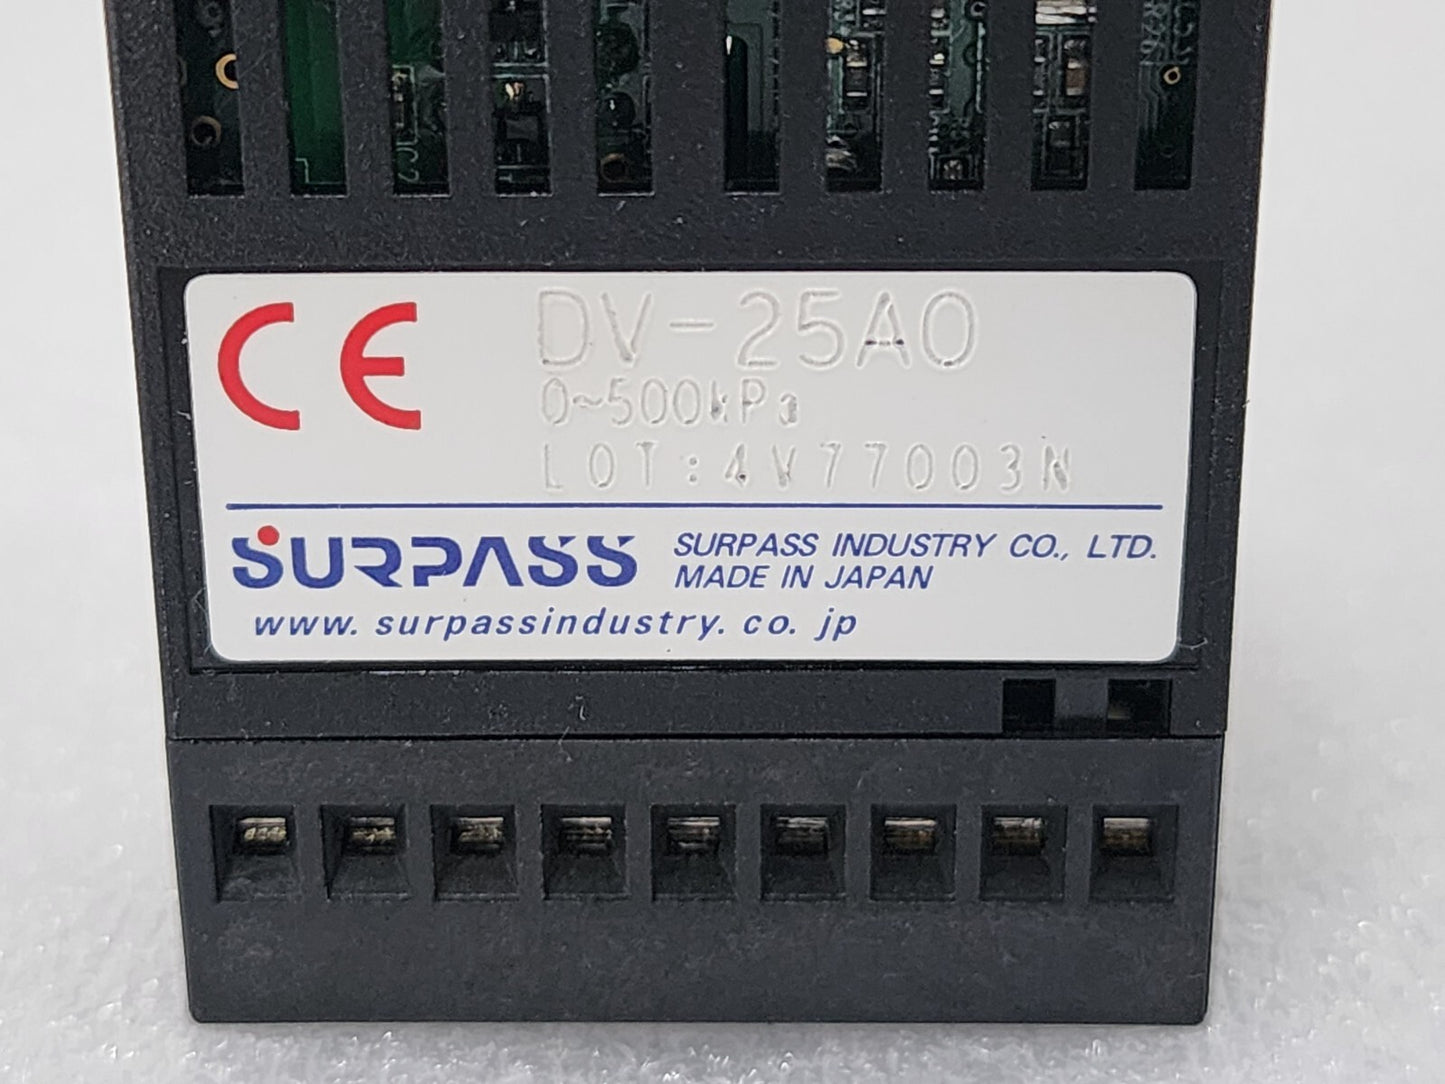 CE
DV-25A0
0~500kPa
LOT:4V77003N
SURPASS
SURPASS INDUSTRY CO., LTD.
MADE IN JAPAN
www.surpassindustry.co.jp